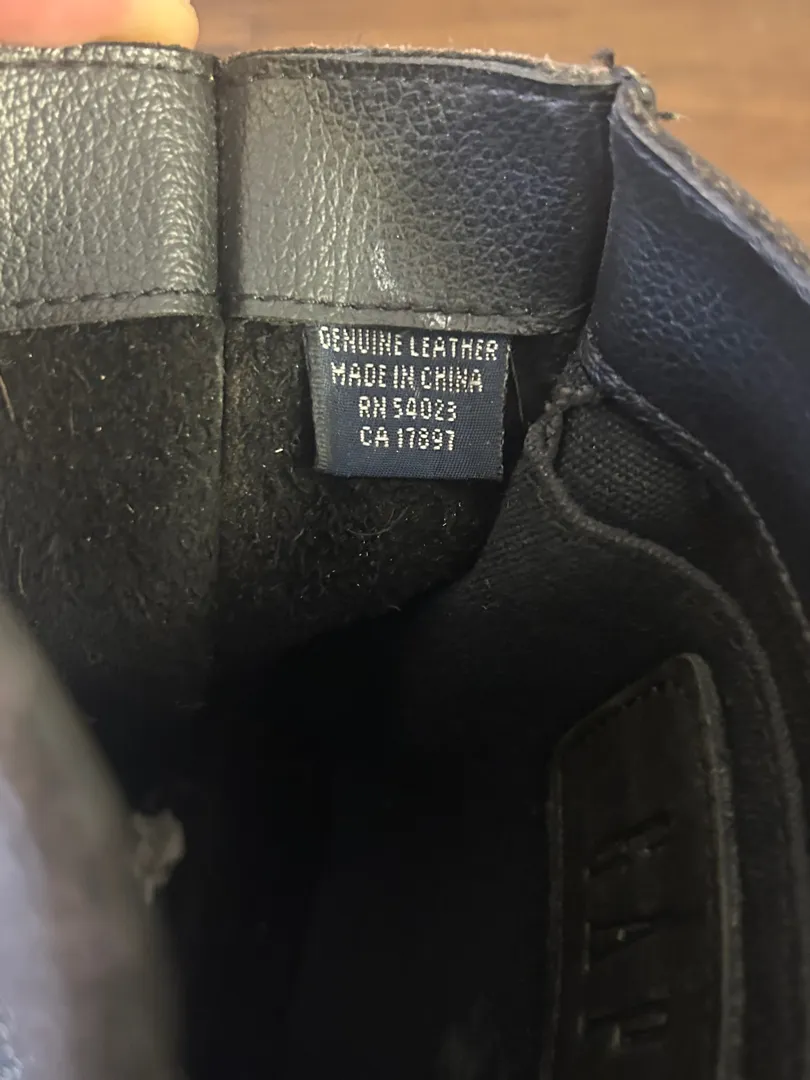 GENUINE LEATHER
MADE IN CHINA
RN 54023
CA 17897